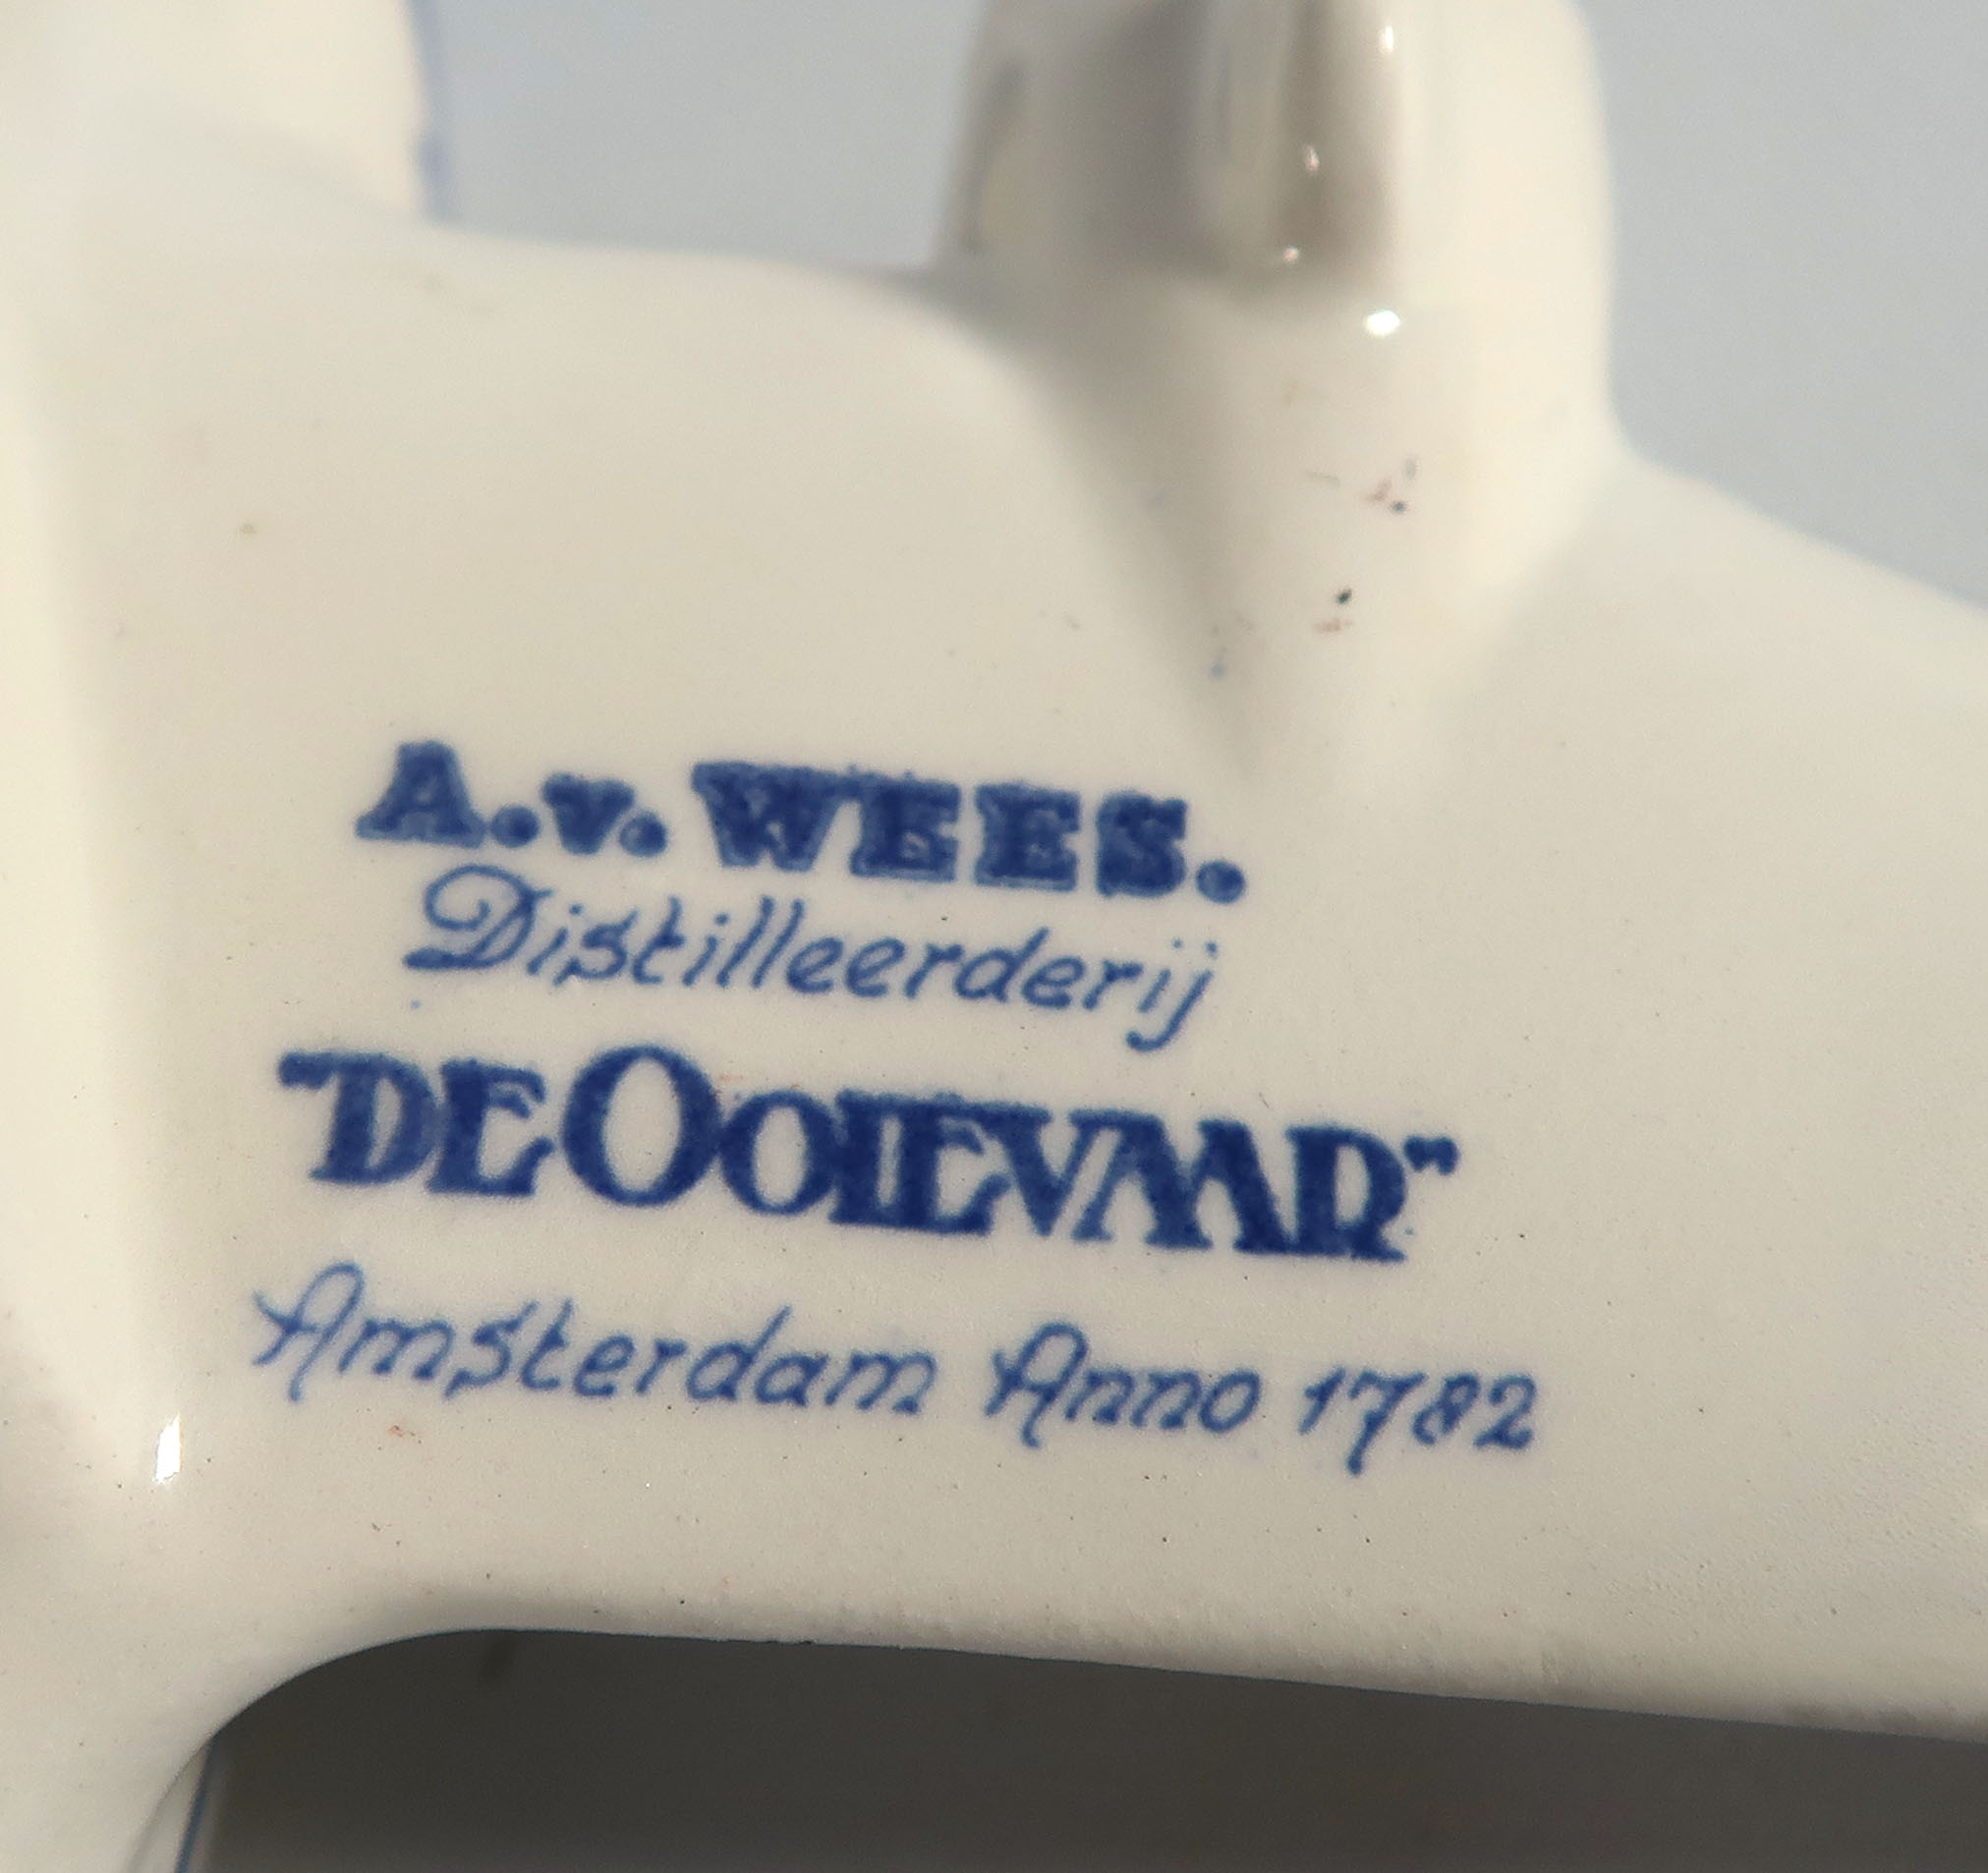 A.v. WEES.
Distilleerderij
"DE OOIEVAAR"
Amsterdam Anno 1782